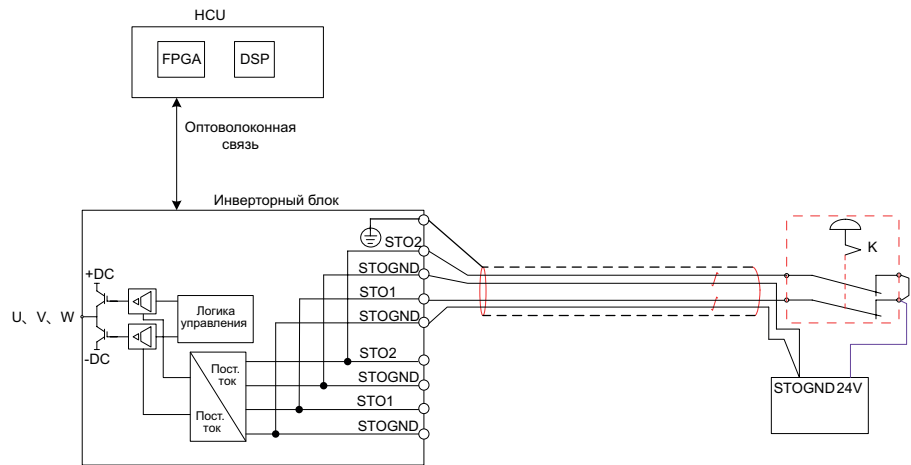 HCU
FPGA
DSP
Оптоволоконная
связь
Инверторный блок
STO2
STOGND
STO1
STOGND
K
+DC
U、V、W
-DC
Логика
управления
Пост.
ток
Пост.
ток
STO2
STOGND
STO1
STOGND
STOGND 24V